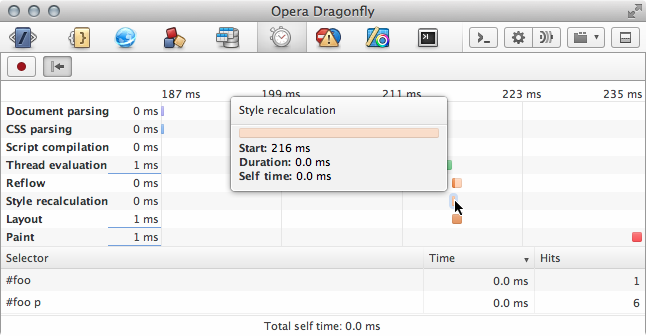 Opera Dragonfly
187 ms 199 ms 211 ms 223 ms 235 ms
Style recalculation
Start: 216 ms
Duration: 0.0 ms
Self time: 0.0 ms
Document parsing 0 ms
CSS parsing 0 ms
Script compilation 0 ms
Thread evaluation 1 ms
Reflow 0 ms
Style recalculation 0 ms
Layout 1 ms
Paint 1 ms
Selector Time Hits
#foo 0.0 ms 1
#foo p 0.0 ms 6
Total self time: 0.0 ms